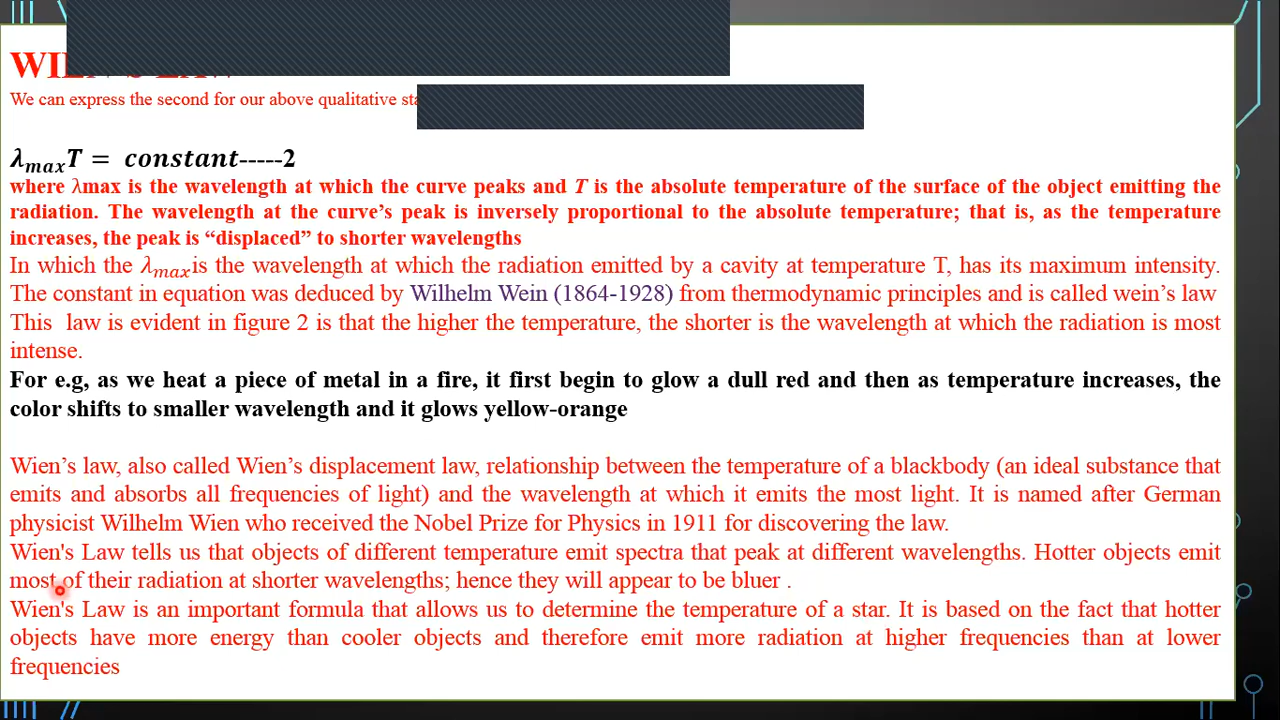 We can express the second for our above qualitative
λmaxT = constant-----2
where λmax is the wavelength at which the curve peaks and T is the absolute temperature of the surface of the object emitting the
radiation. The wavelength at the curve’s peak is inversely proportional to the absolute temperature; that is, as the temperature
increases, the peak is “displaced” to shorter wavelengths
In which the λmax is the wavelength at which the radiation emitted by a cavity at temperature T, has its maximum intensity.
The constant in equation was deduced by Wilhelm Wein (1864-1928) from thermodynamic principles and is called wein’s law
This law is evident in figure 2 is that the higher the temperature, the shorter is the wavelength at which the radiation is most
intense.
For e.g, as we heat a piece of metal in a fire, it first begin to glow a dull red and then as temperature increases, the
color shifts to smaller wavelength and it glows yellow-orange
Wien’s law, also called Wien’s displacement law, relationship between the temperature of a blackbody (an ideal substance that
emits and absorbs all frequencies of light) and the wavelength at which it emits the most light. It is named after German
physicist Wilhelm Wien who received the Nobel Prize for Physics in 1911 for discovering the law.
Wien's Law tells us that objects of different temperature emit spectra that peak at different wavelengths. Hotter objects emit
most of their radiation at shorter wavelengths; hence they will appear to be bluer .
Wien's Law is an important formula that allows us to determine the temperature of a star. It is based on the fact that hotter
objects have more energy than cooler objects and therefore emit more radiation at higher frequencies than at lower
frequencies